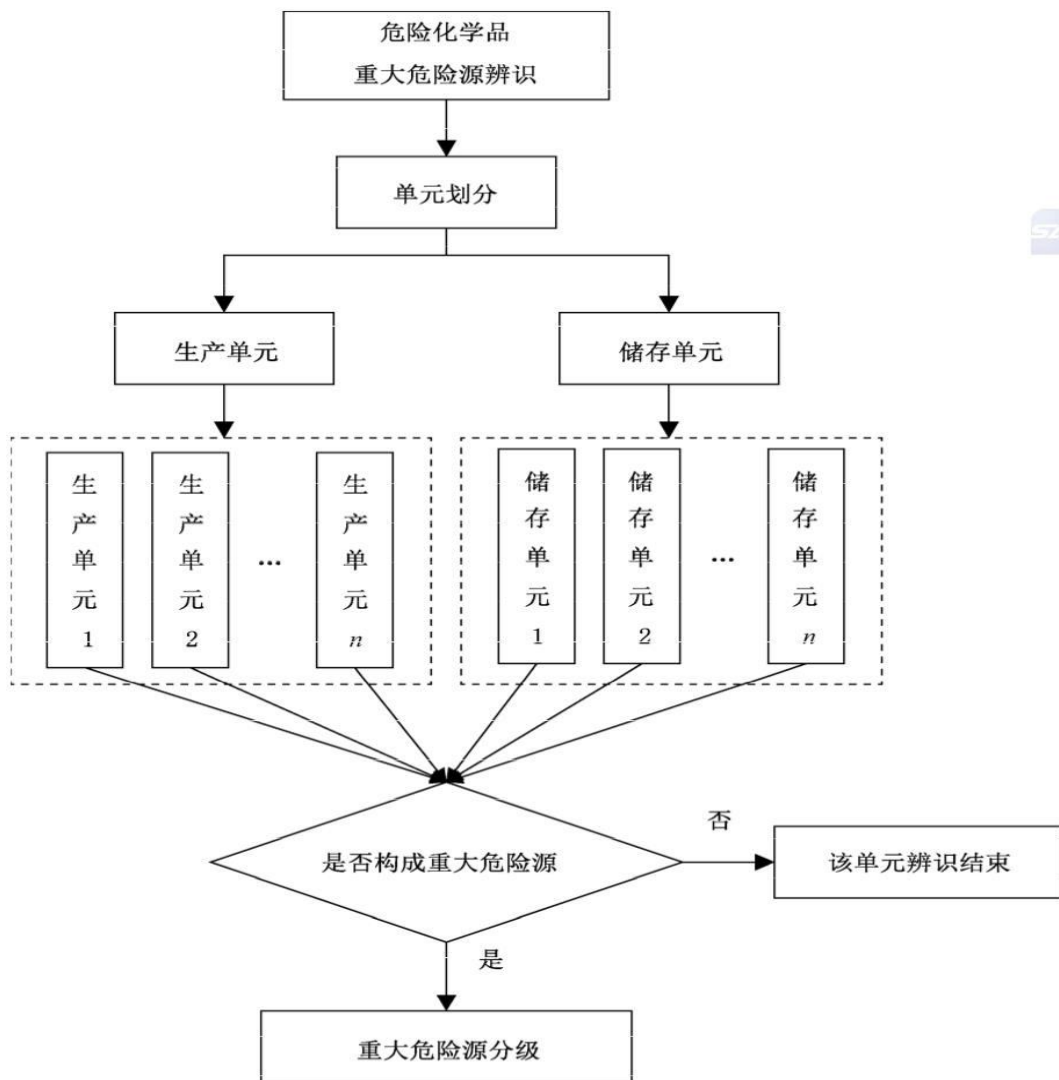 危险化学品
重大危险源辨识
单元划分
生产单元
储存单元
生产单元1
生产单元2
...
生产单元n
储存单元1
储存单元2
...
储存单元n
是否构成重大危险源
否
该单元辨识结束
是
重大危险源分级